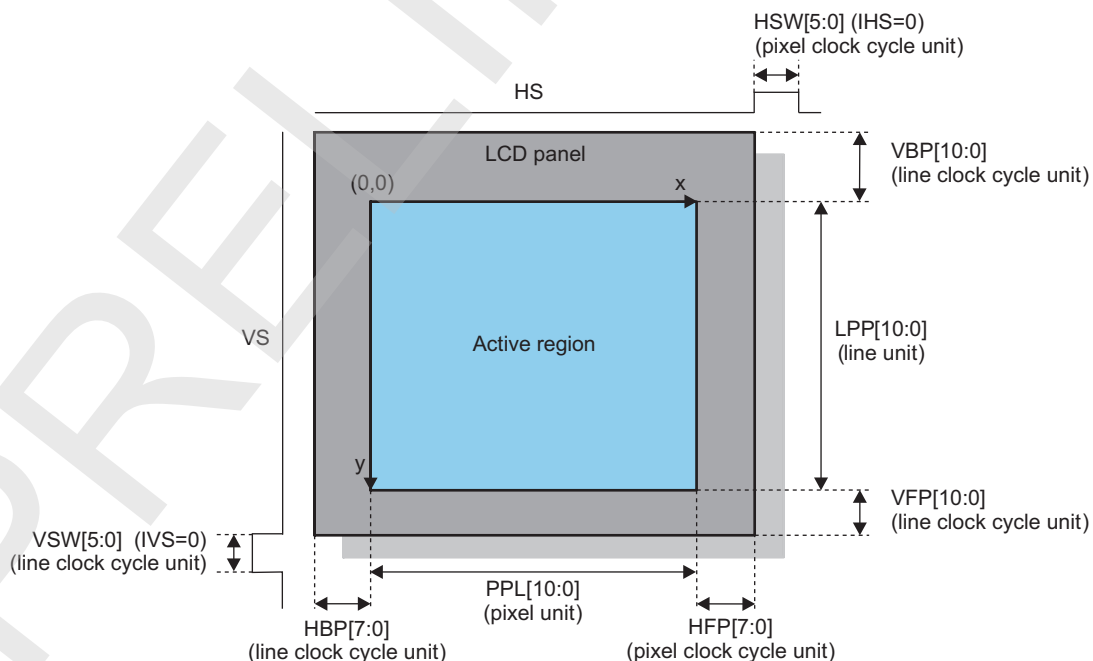 HSW[5:0] (IHS=0)
(pixel clock cycle unit)
HS
LCD panel
VBP[10:0]
(line clock cycle unit)
(0,0)
x
VS
Active region
LPP[10:0]
(line unit)
y
VFP[10:0]
(line clock cycle unit)
VSW[5:0] (IVS=0)
(line clock cycle unit)
PPL[10:0]
(pixel unit)
HBP[7:0]
(line clock cycle unit)
HFP[7:0]
(pixel clock cycle unit)